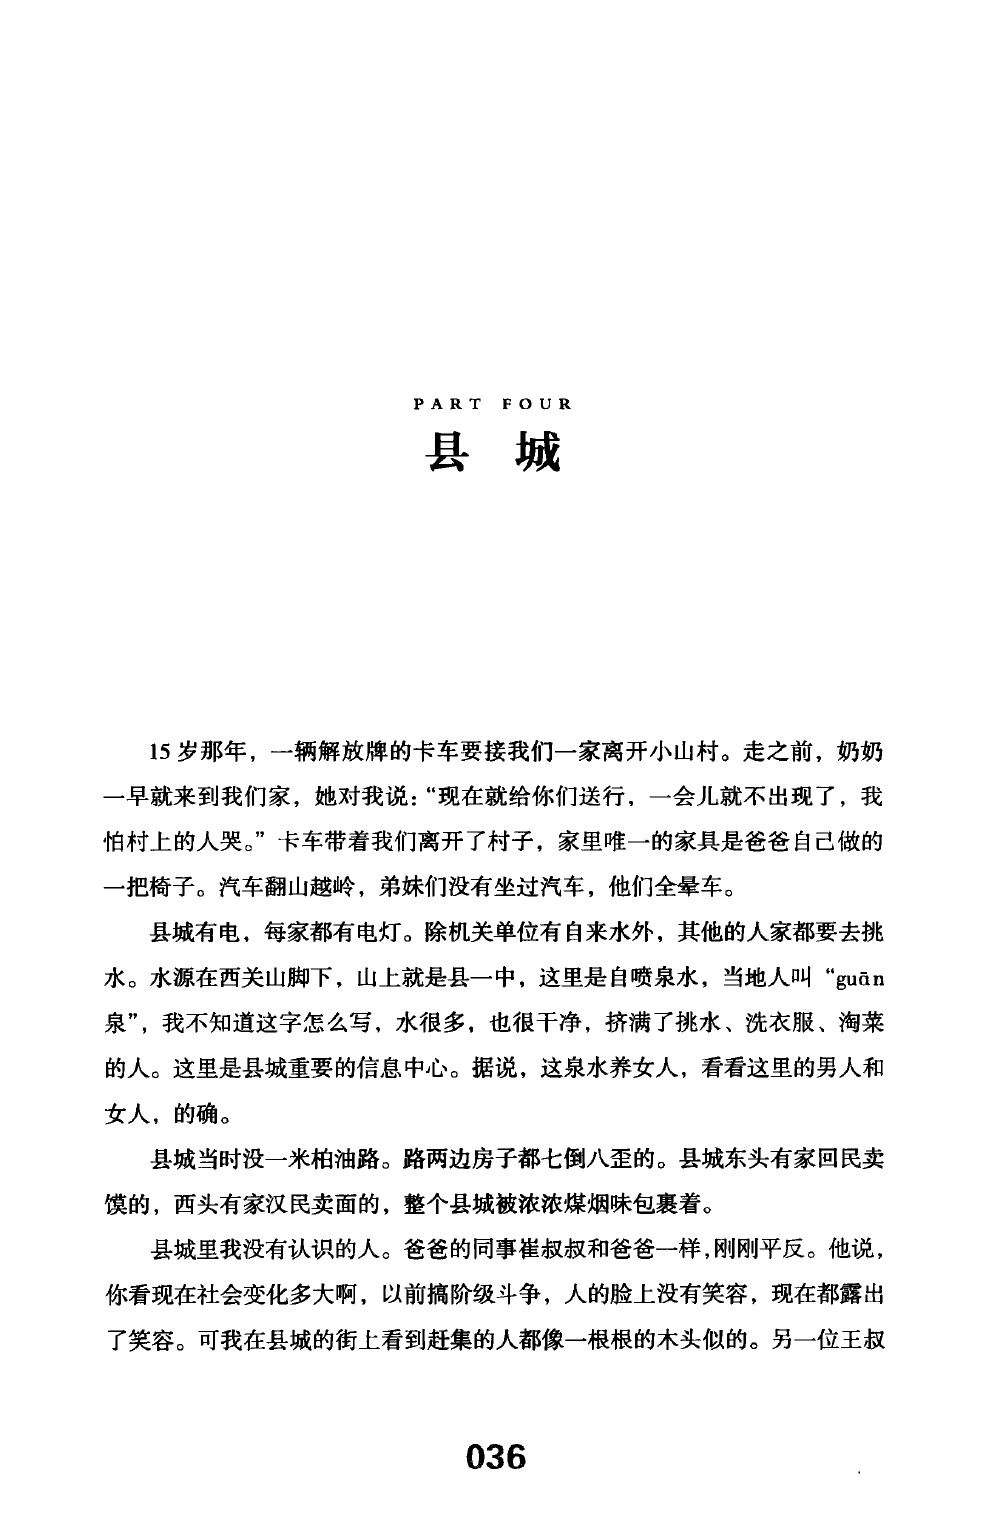 PART FOUR
县 城
15岁那年，一辆解放牌的卡车要接我们一家离开小山村。走之前，奶奶
一早就来到我们家，她对我说：“现在就给你们送行，一会儿就不出现了，我
怕村上的人哭。”卡车带着我们离开了村子，家里唯一的家具是爸爸自己做的
一把椅子。汽车翻山越岭，弟妹们没有坐过汽车，他们全晕车。
县城有电，每家都有电灯。除机关单位有自来水外，其他的人家都要去挑
水。水源在西关山脚下，山上就是县一中，这里是自喷泉水，当地人叫“guān
泉”，我不知道这字怎么写，水很多，也很干净，挤满了挑水、洗衣服、淘菜
的人。这里是县城重要的信息中心。据说，这泉水养女人，看看这里的男人和
女人，的确。
县城当时没一米柏油路。路两边房子都七倒八歪的。县城东头有家回民卖
馍的，西头有家汉民卖面的，整个县城被浓浓煤烟味包裹着。
县城里我没有认识的人。爸爸的同事崔叔叔和爸爸一样,刚刚平反。他说，
你看现在社会变化多大啊，以前搞阶级斗争，人的脸上没有笑容，现在都露出
了笑容。可我在县城的街上看到赶集的人都像一根根的木头似的。另一位王叔
036